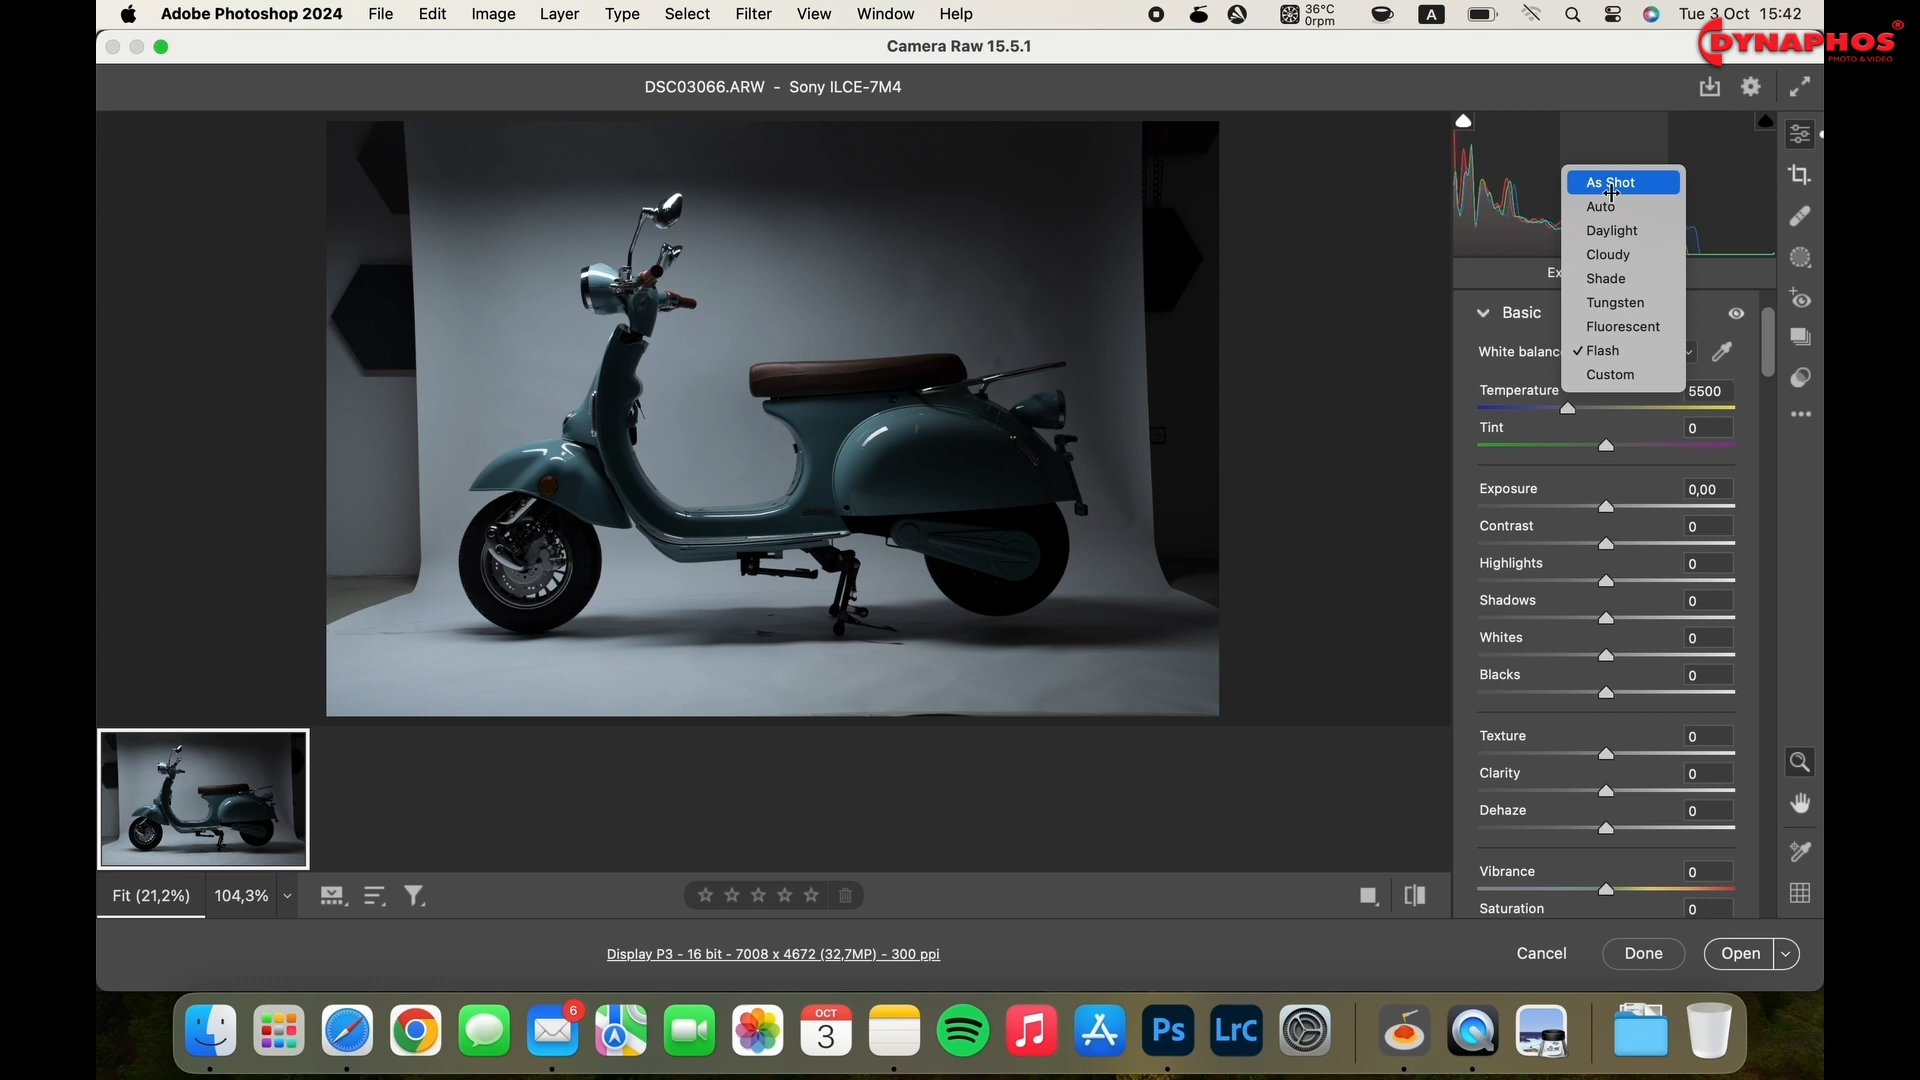 Adobe Photoshop 2024 File Edit Image Layer Type Select Filter View Window Help 36°C 0rpm A Tue 3 Oct 15:42
DYNAPHOS®
PHOTO & VIDEO
Camera Raw 15.5.1
DSC03066.ARW - Sony ILCE-7M4
As Shot
Auto
Daylight
Cloudy
Shade
Tungsten
Fluorescent
✓ Flash
Custom
Ex
Basic
White balanc
Temperature 5500
Tint 0
Exposure 0,00
Contrast 0
Highlights 0
Shadows 0
Whites 0
Blacks 0
Texture 0
Clarity 0
Dehaze 0
Vibrance 0
Saturation 0
Fit (21,2%) 104,3%
Display P3 - 16 bit - 7008 x 4672 (32,7MP) - 300 ppi
Cancel Done Open
6
OCT
3
Ps
LrC